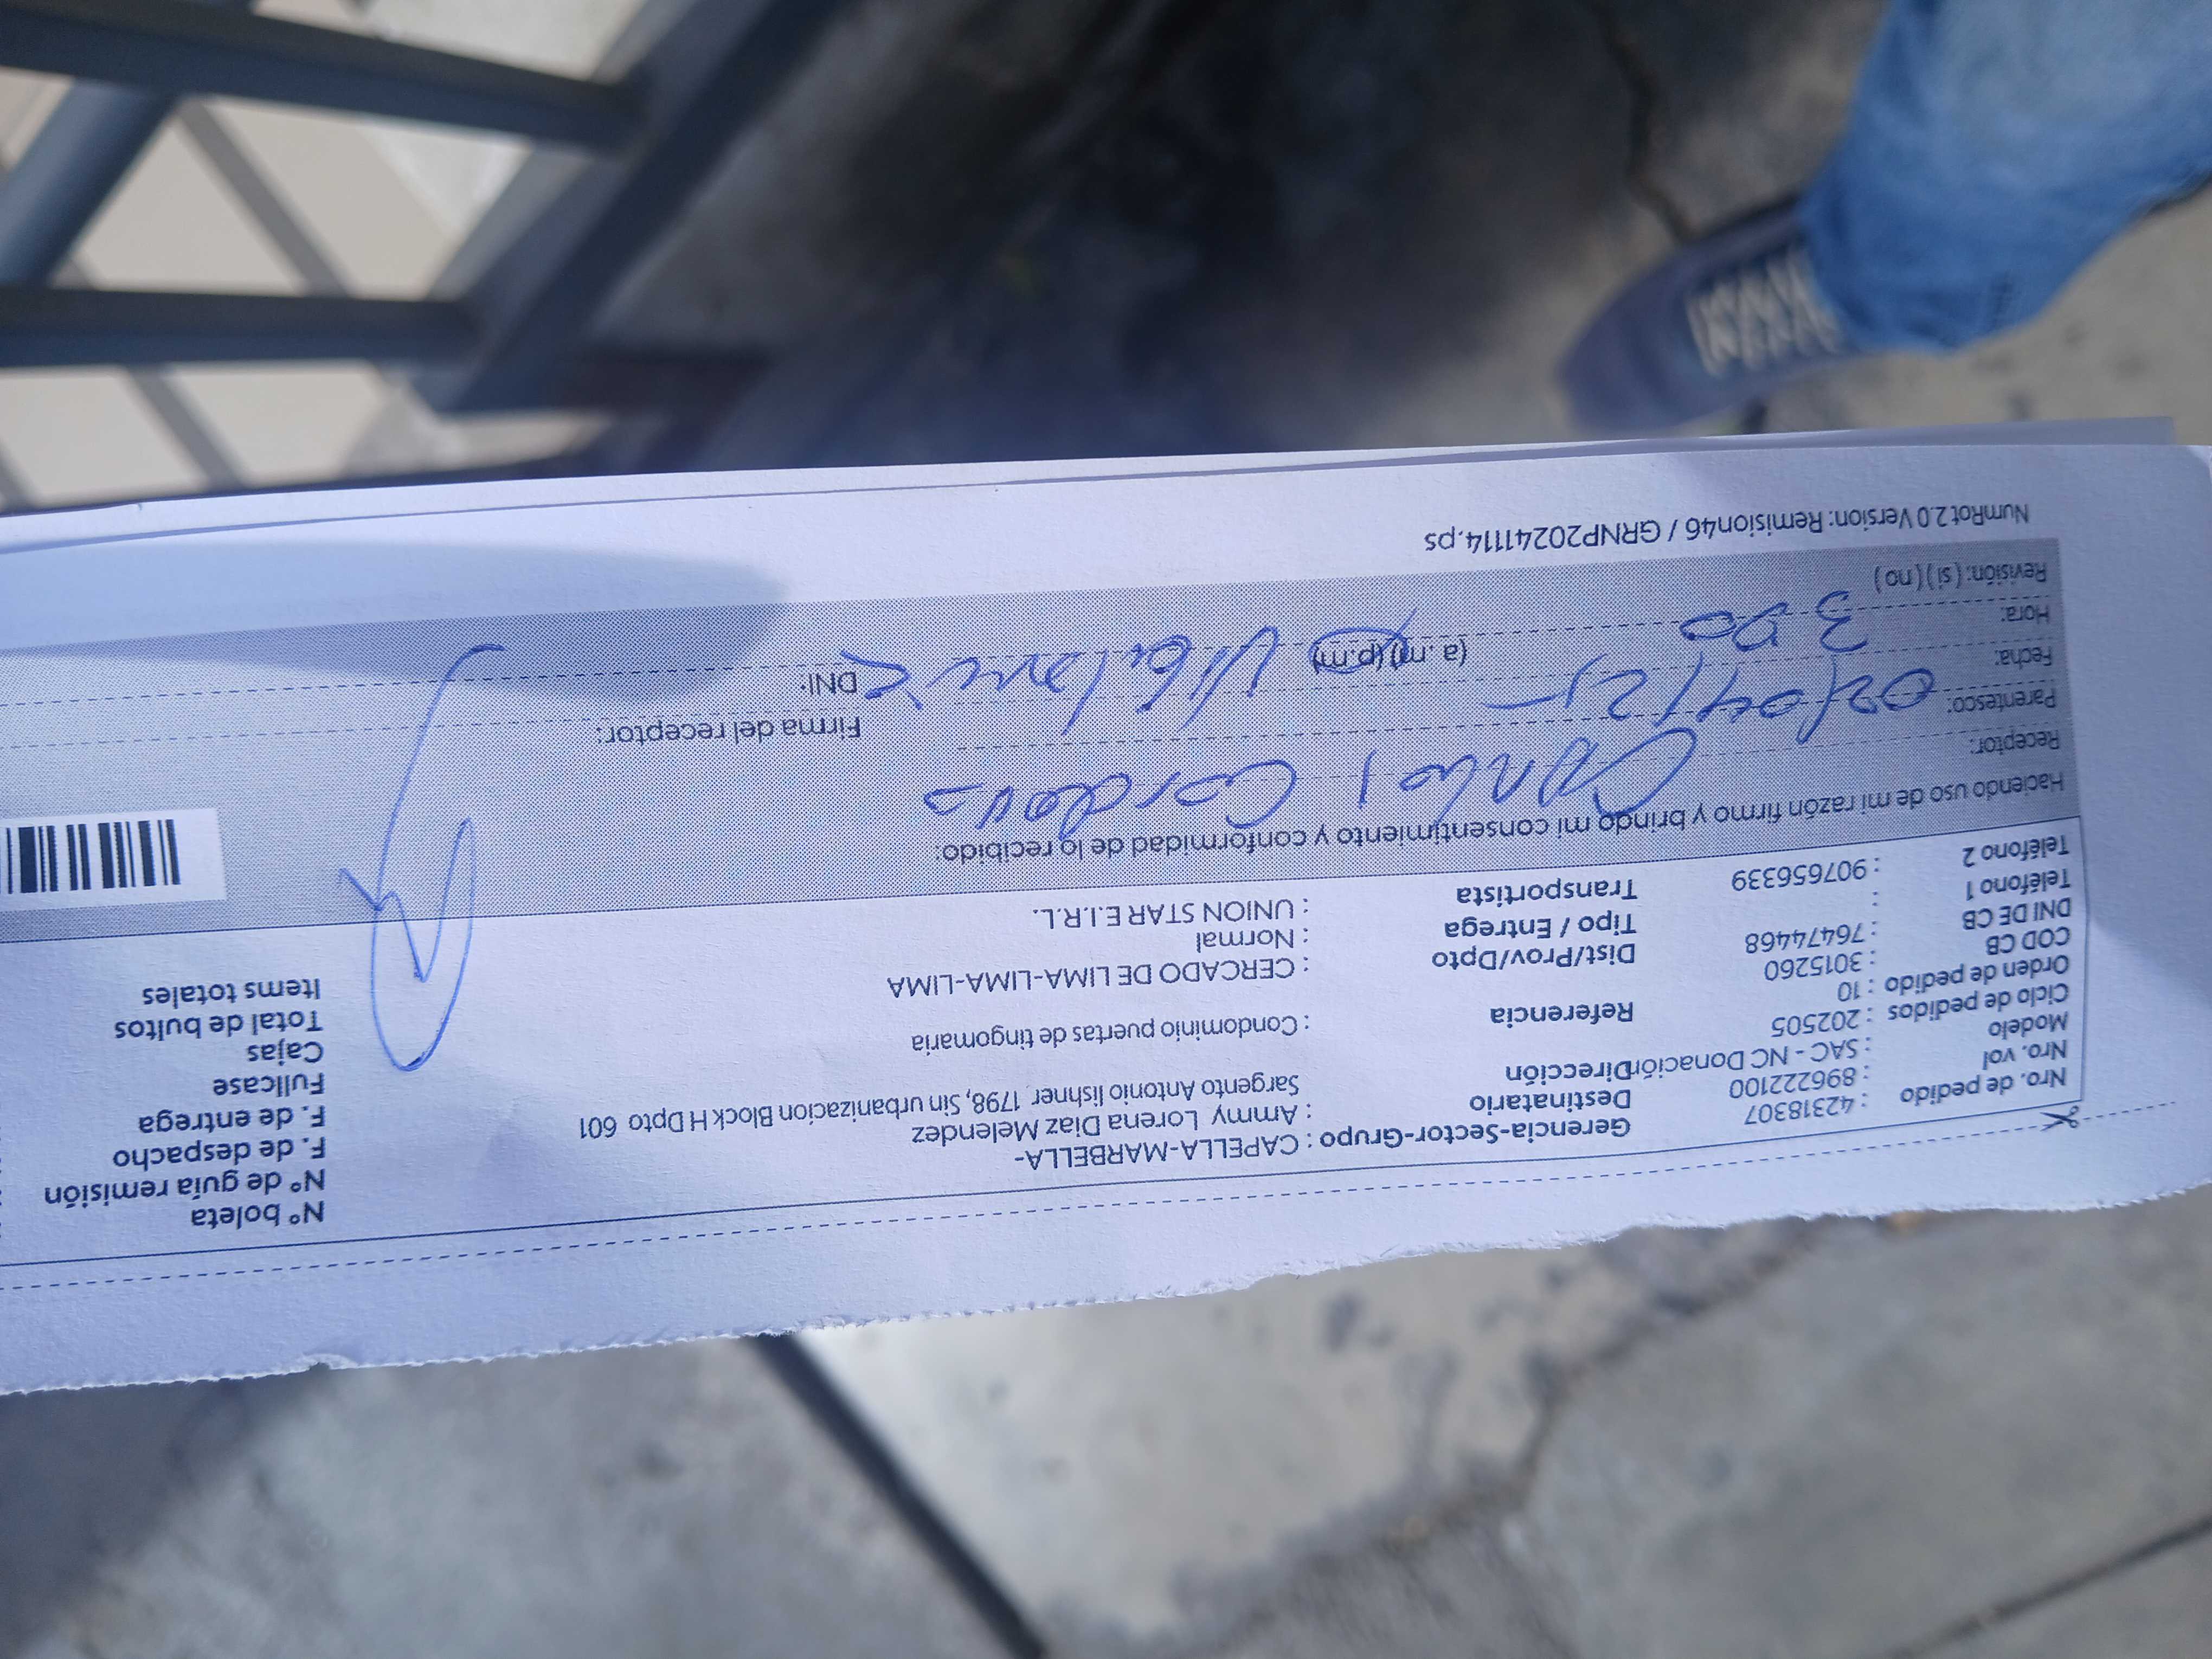 Nro. de pedido : 42318307
Nro. vol : 896222100
Modelo : SAC - NC Donación
Ciclo de pedidos : 202505
Orden de pedido : 10
COD CB : 3015260
DNI DE CB : 76474468
Teléfono 1 :
Teléfono 2 : 907656339
Gerencia-Sector-Grupo : CAPELLA-MARBELLA-
Destinatario : Ammy Lorena Diaz Melendez
Dirección Sargento Antonio lishner 1798, Sin urbanizacion Block H Dpto 601
Referencia : Condominio puertas de tingomaria
Dist/Prov/Dpto : CERCADO DE LIMA-LIMA-LIMA
Tipo / Entrega : Normal
Transportista : UNION STAR E.I.R.L.
N° boleta
N° de guía remisión
F. de despacho
F. de entrega
Fullcase
Cajas
Total de bultos
Items totales
Haciendo uso de mi razón firmo y brindo mi consentimiento y conformidad de lo recibido:
Receptor: Cordova
Parentesco:
Fecha: 02/04/25
Hora: 3 00 (a.m) (p.m)
Revisión: (sí) (no)
Firma del receptor:
DNI:
NumRot 2.0 Version: Remision46 / GRNP20241114.ps